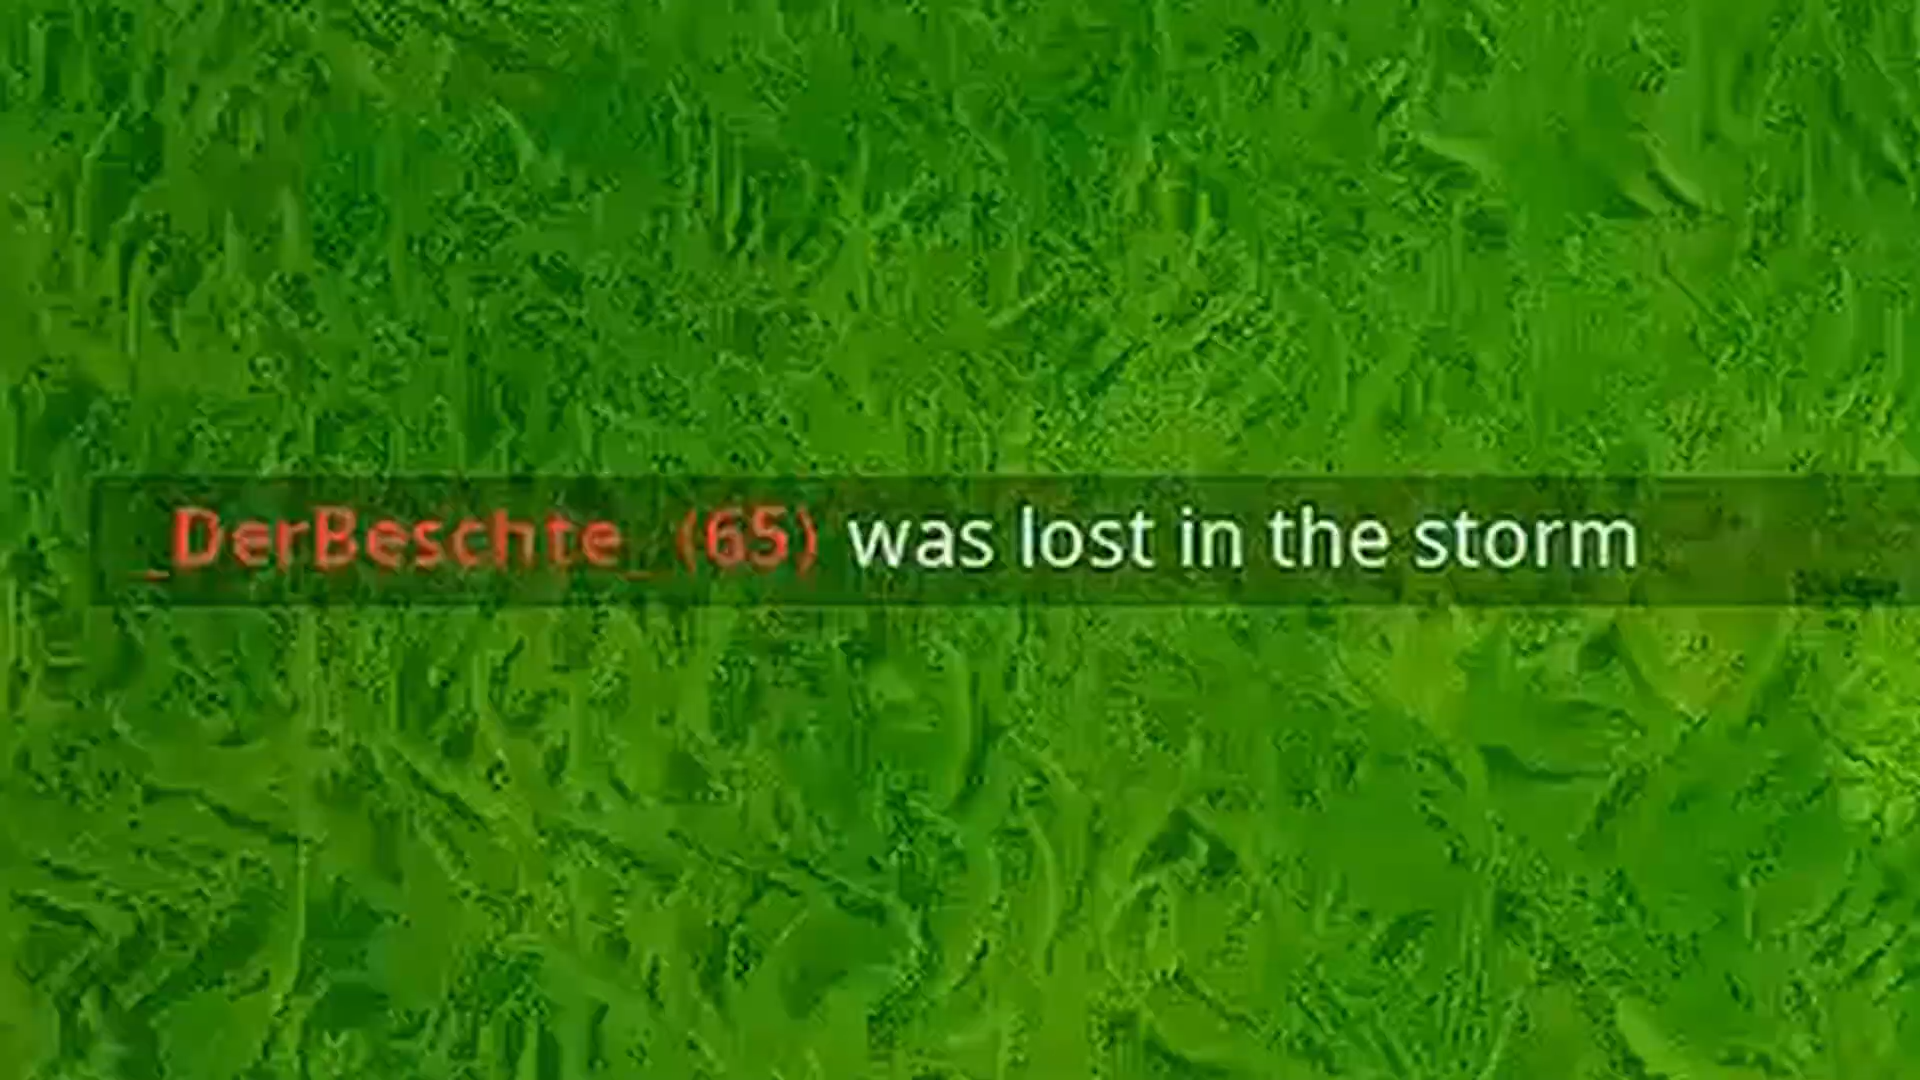 _DerBeschte_ (65) was lost in the storm